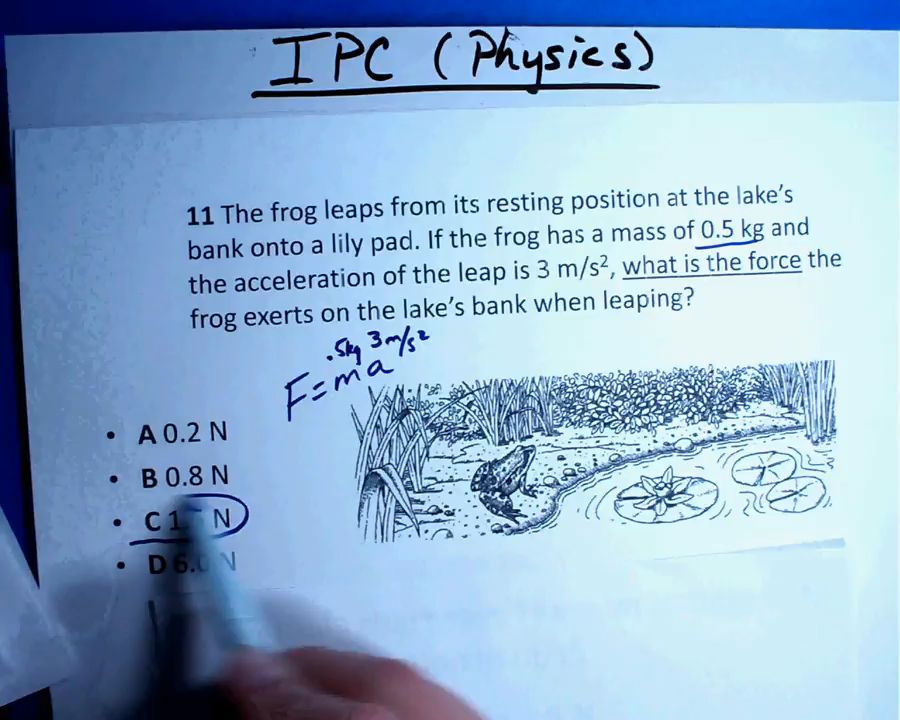 IPC (Physics)
11 The frog leaps from its resting position at the lake's
bank onto a lily pad. If the frog has a mass of 0.5 kg and
the acceleration of the leap is 3 m/s², what is the force the
frog exerts on the lake's bank when leaping?
.5kg 3m/s²
F=ma
• A 0.2 N
• B 0.8 N
• C N
• D N